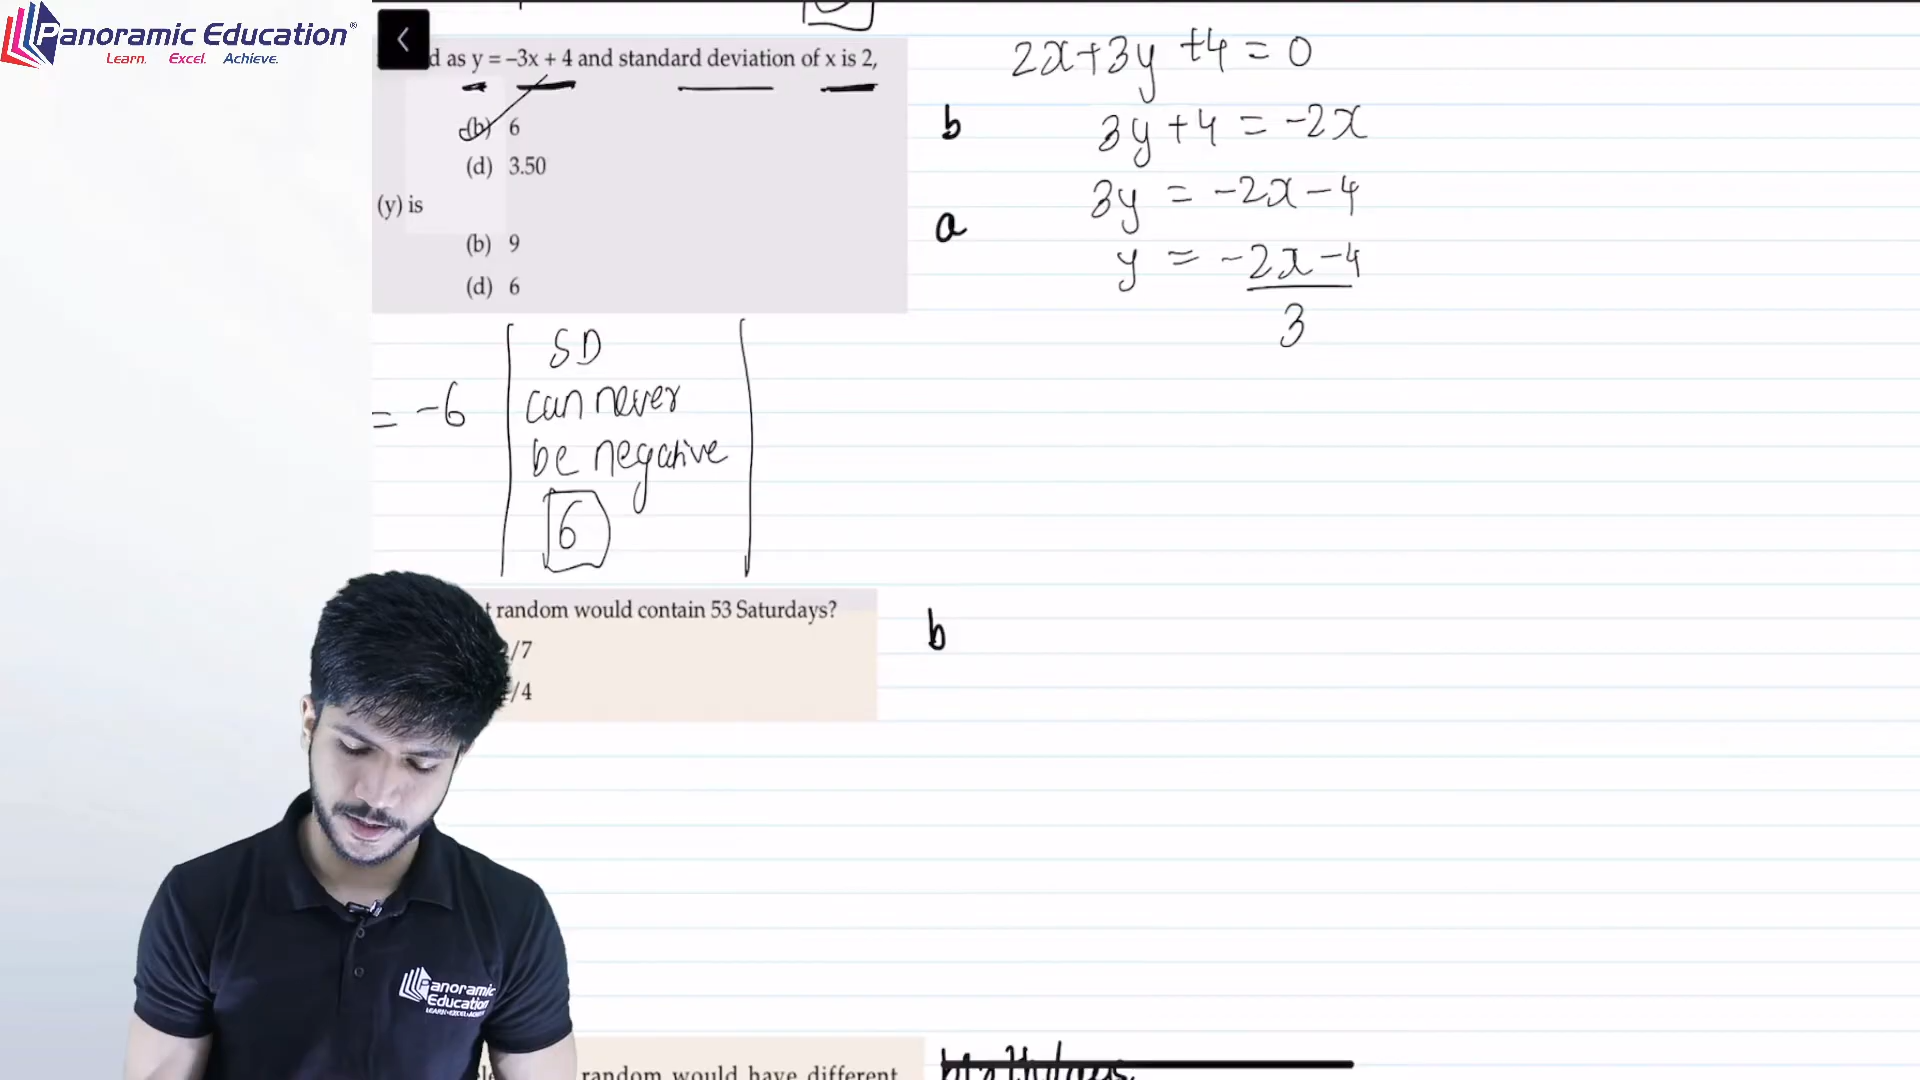 Panoramic Education®
Learn. Excel. Achieve.
d as y = –3x + 4 and standard deviation of x is 2,
(b) 6
(d) 3.50
(y) is
(b) 9
(d) 6
b
a
2x+3y +4 = 0
3y +4 = -2x
3y = -2x-4
y = -2x-4
3
= -6
SD
can never
be negative
6
random would contain 53 Saturdays?
/7
/4
b
Panoramic
Education
random would have different